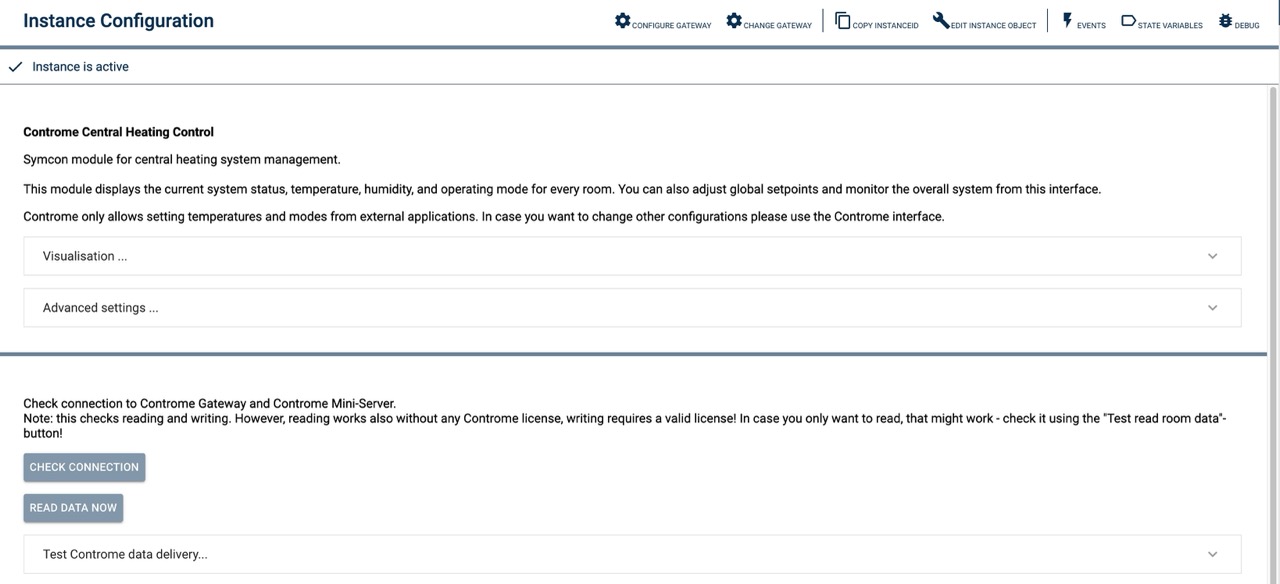 Instance Configuration
CONFIGURE GATEWAY
CHANGE GATEWAY
COPY INSTANCEID
EDIT INSTANCE OBJECT
EVENTS
STATE VARIABLES
DEBUG
Instance is active
Controme Central Heating Control
Symcon module for central heating system management.
This module displays the current system status, temperature, humidity, and operating mode for every room. You can also adjust global setpoints and monitor the overall system from this interface.
Controme only allows setting temperatures and modes from external applications. In case you want to change other configurations please use the Controme interface.
Visualisation ...
Advanced settings ...
Check connection to Controme Gateway and Controme Mini-Server.
Note: this checks reading and writing. However, reading works also without any Controme license, writing requires a valid license! In case you only want to read, that might work - check it using the "Test read room data"-
button!
CHECK CONNECTION
READ DATA NOW
Test Controme data delivery...